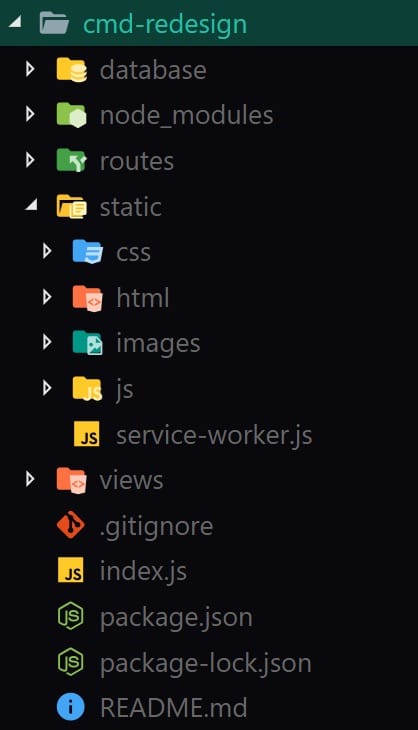 cmd-redesign
database
node_modules
routes
static
css
html
images
js
service-worker.js
views
.gitignore
index.js
package.json
package-lock.json
README.md